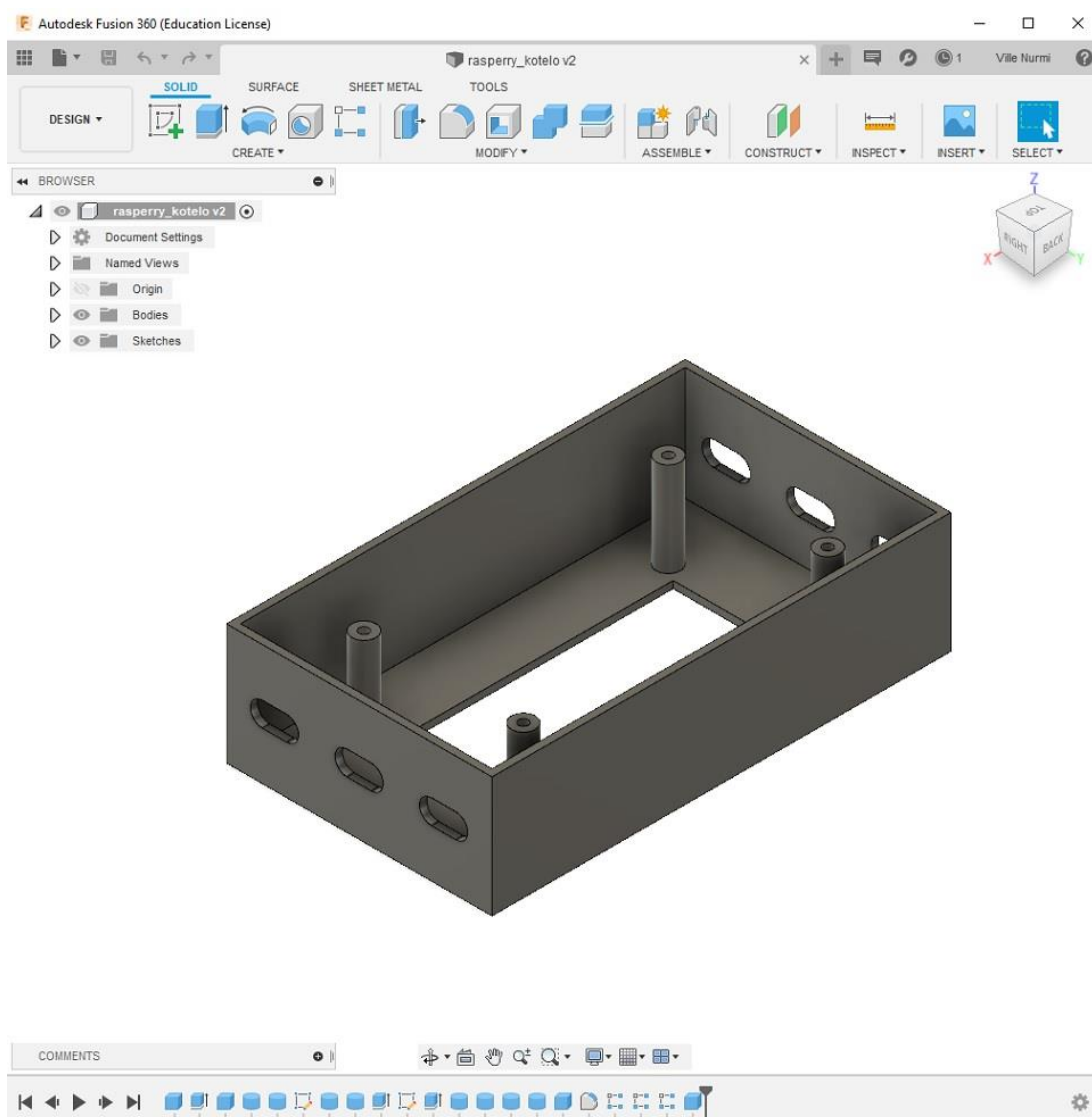 Autodesk Fusion 360 (Education License)
rasperry_kotelo v2
1
Ville Nurmi
SOLID SURFACE SHEET METAL TOOLS
DESIGN
CREATE MODIFY ASSEMBLE CONSTRUCT INSPECT INSERT SELECT
BROWSER
rasperry_kotelo v2
Document Settings
Named Views
Origin
Bodies
Sketches
Z
TOP
RIGHT BACK
X Y
COMMENTS